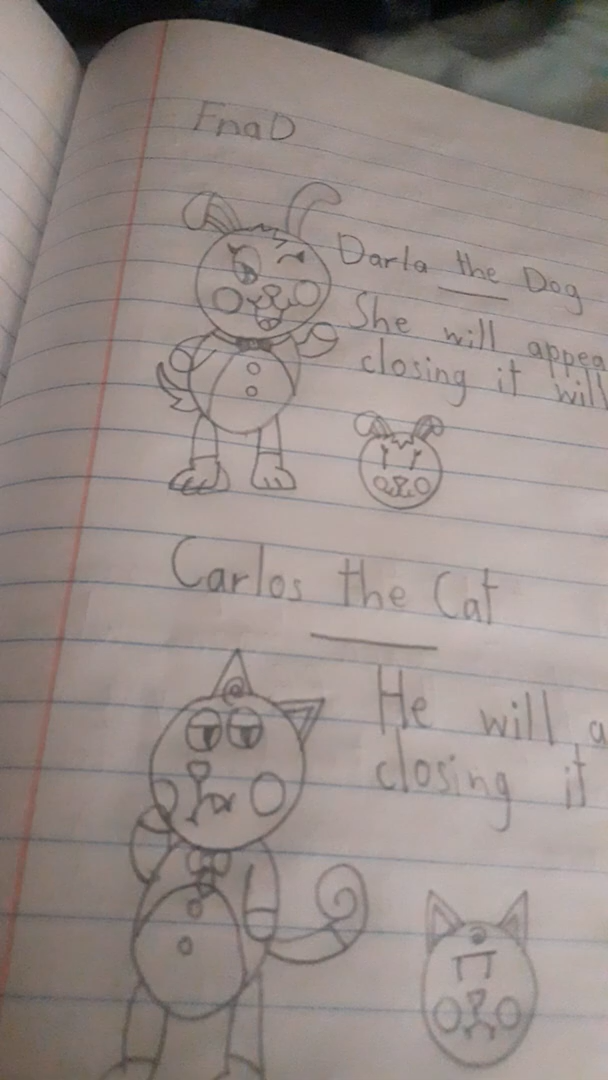 FnaD
Darla the Dog
She will appea
closing it will
Carlos the Cat
He will a
closing it